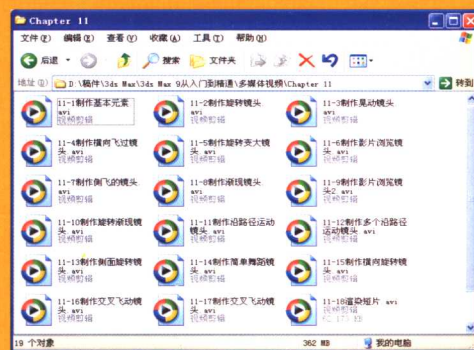 Chapter 11
文件(F) 编辑(E) 查看(V) 收藏(A) 工具(T) 帮助(H)
后退 搜索 文件夹
地址(D) D:\稿件\3ds Max\3ds Max 9从入门到精通\多媒体视频\Chapter 11 转到
11-1制作基本元素
avi
视频剪辑
11-2制作旋转镜头
avi
视频剪辑
11-3制作晃动镜头
avi
视频剪辑
11-4制作横向飞过镜
头 avi
视频剪辑
11-5制作旋转变大镜
头 avi
视频剪辑
11-6制作影片浏览镜
头 avi
视频剪辑
11-7制作侧飞的镜头
avi
视频剪辑
11-8制作渐现镜头
avi
视频剪辑
11-9制作影片浏览镜
头2 avi
视频剪辑
11-10制作旋转渐现镜
头 avi
视频剪辑
11-11制作沿路径运动
镜头 avi
视频剪辑
11-12制作多个沿路径
运动镜头 avi
视频剪辑
11-13制作侧面旋转镜
头 avi
视频剪辑
11-14制作简单舞蹈镜
头 avi
视频剪辑
11-15制作横向旋转镜
头 avi
视频剪辑
11-16制作交叉飞动镜
头 avi
视频剪辑
11-17制作交叉飞动镜
头 avi
视频剪辑
11-18渲染短片 avi
视频剪辑
19 个对象 362 MB 我的电脑